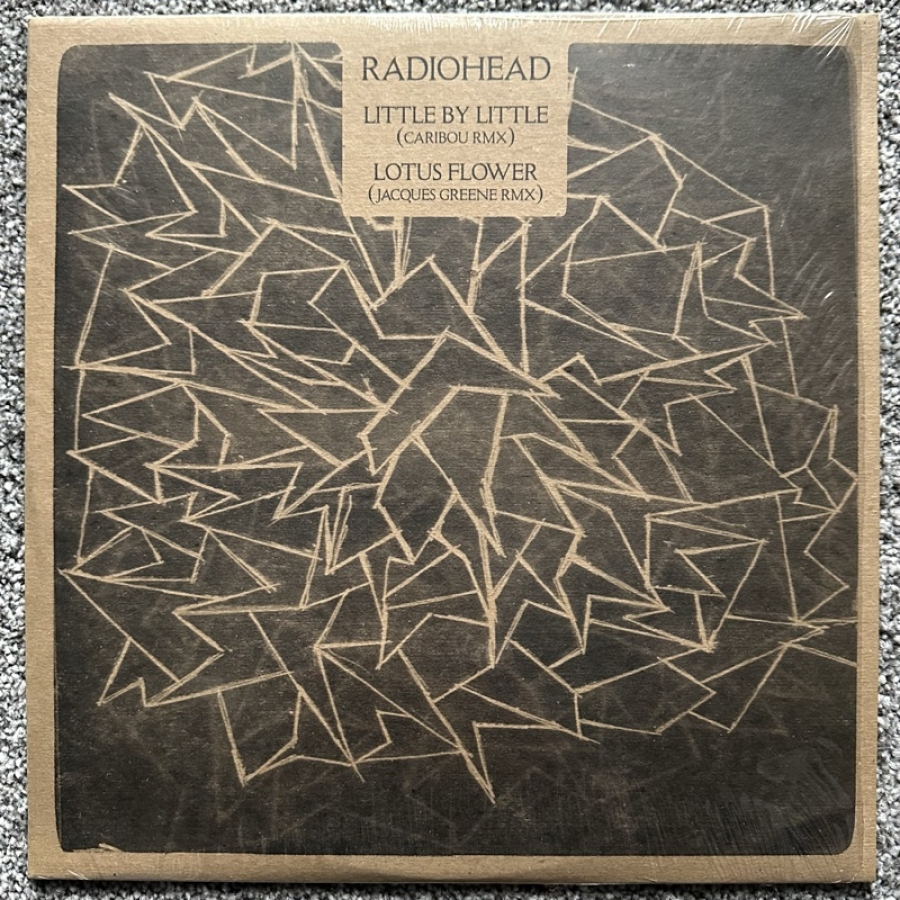 RADIOHEAD
LITTLE BY LITTLE
(CARIBOU RMX)
LOTUS FLOWER
(JACQUES GREENE RMX)